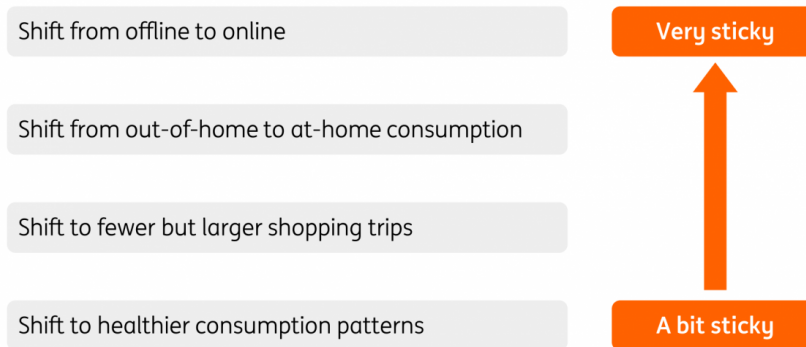 Shift from offline to online
Very sticky
Shift from out-of-home to at-home consumption
Shift to fewer but larger shopping trips
Shift to healthier consumption patterns
A bit sticky